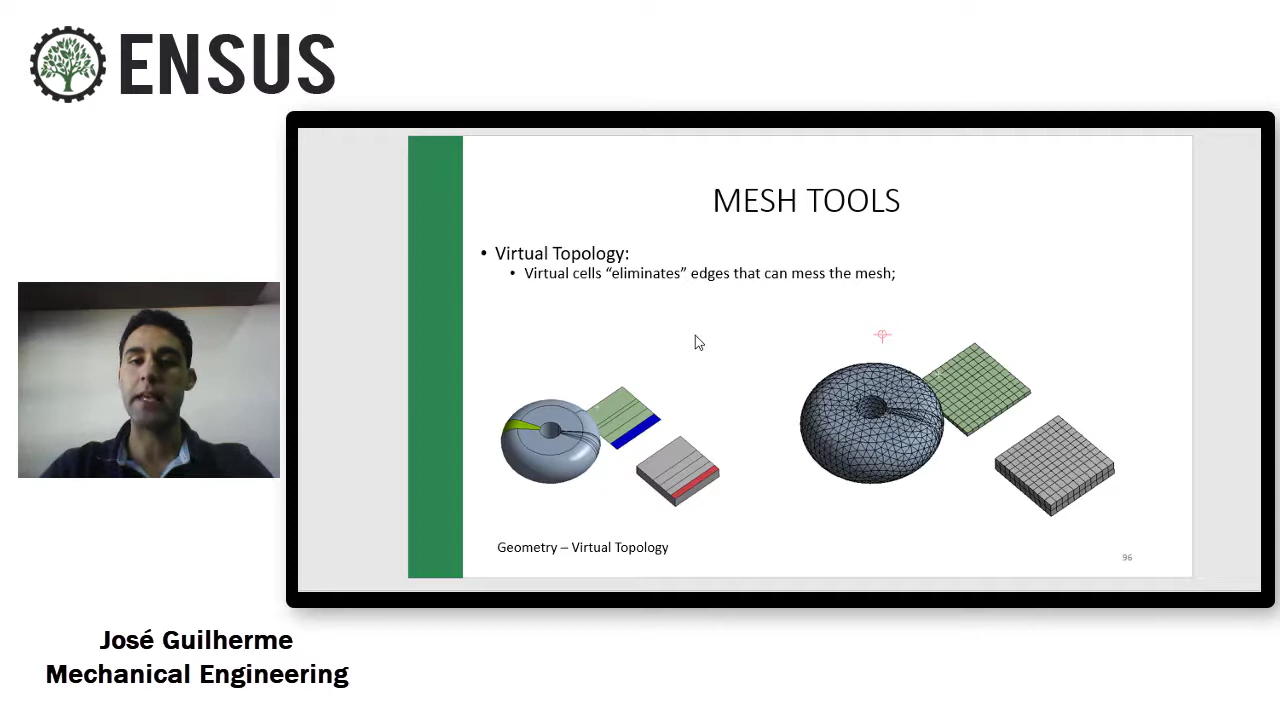 ENSUS
MESH TOOLS
• Virtual Topology:
• Virtual cells “eliminates” edges that can mess the mesh;
Geometry – Virtual Topology
96
José Guilherme
Mechanical Engineering